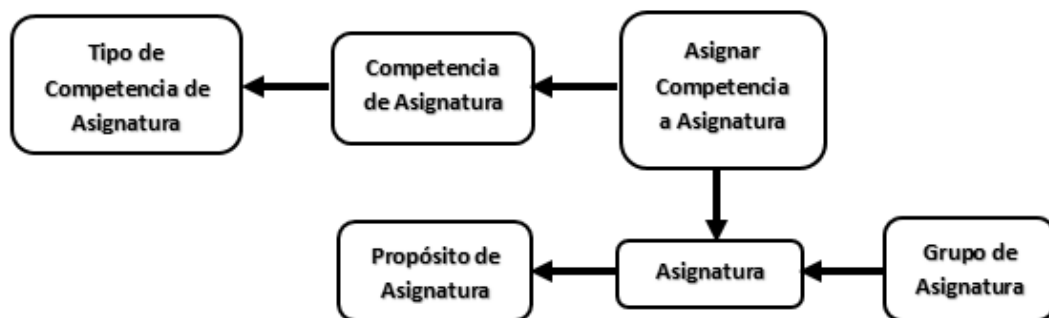 Tipo de
Competencia de
Asignatura
Competencia
de Asignatura
Asignar
Competencia
a Asignatura
Propósito de
Asignatura
Asignatura
Grupo de
Asignatura